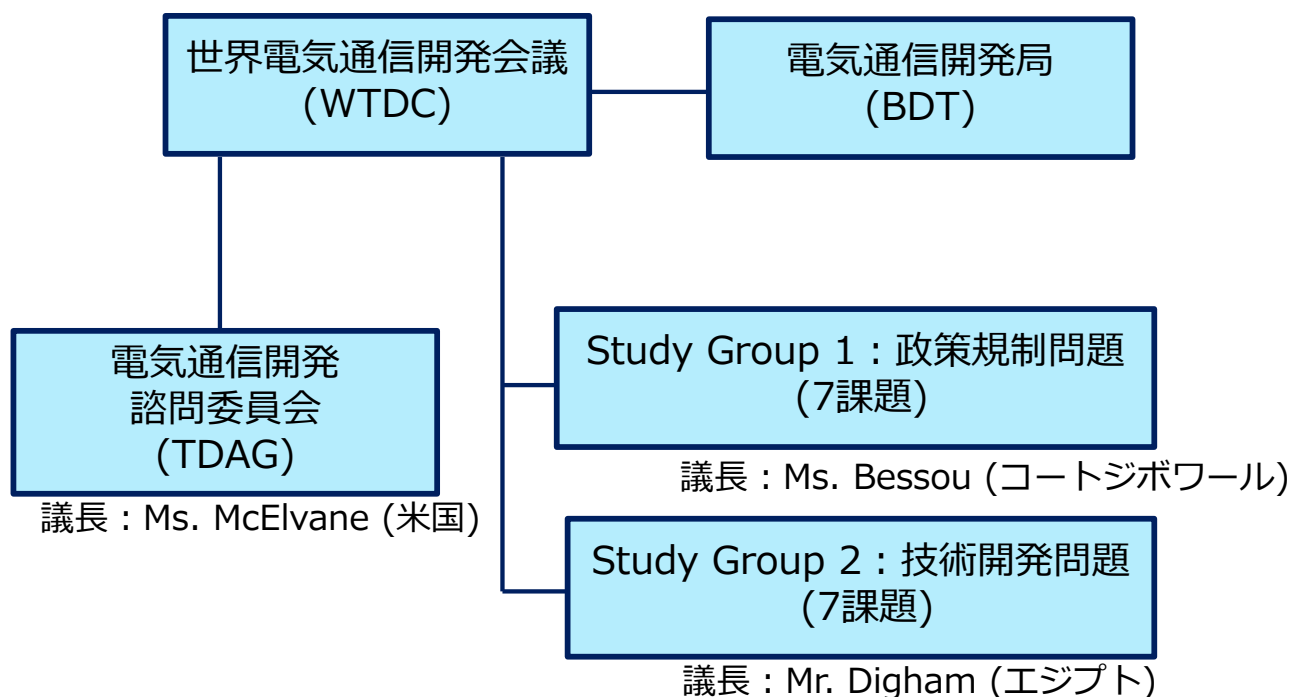 世界電気通信開発会議
(WTDC)
電気通信開発局
(BDT)
電気通信開発
諮問委員会
(TDAG)
議長：Ms. McElvane (米国)
Study Group 1：政策規制問題
(7課題)
議長：Ms. Bessou (コートジボワール)
Study Group 2：技術開発問題
(7課題)
議長：Mr. Digham (エジプト)